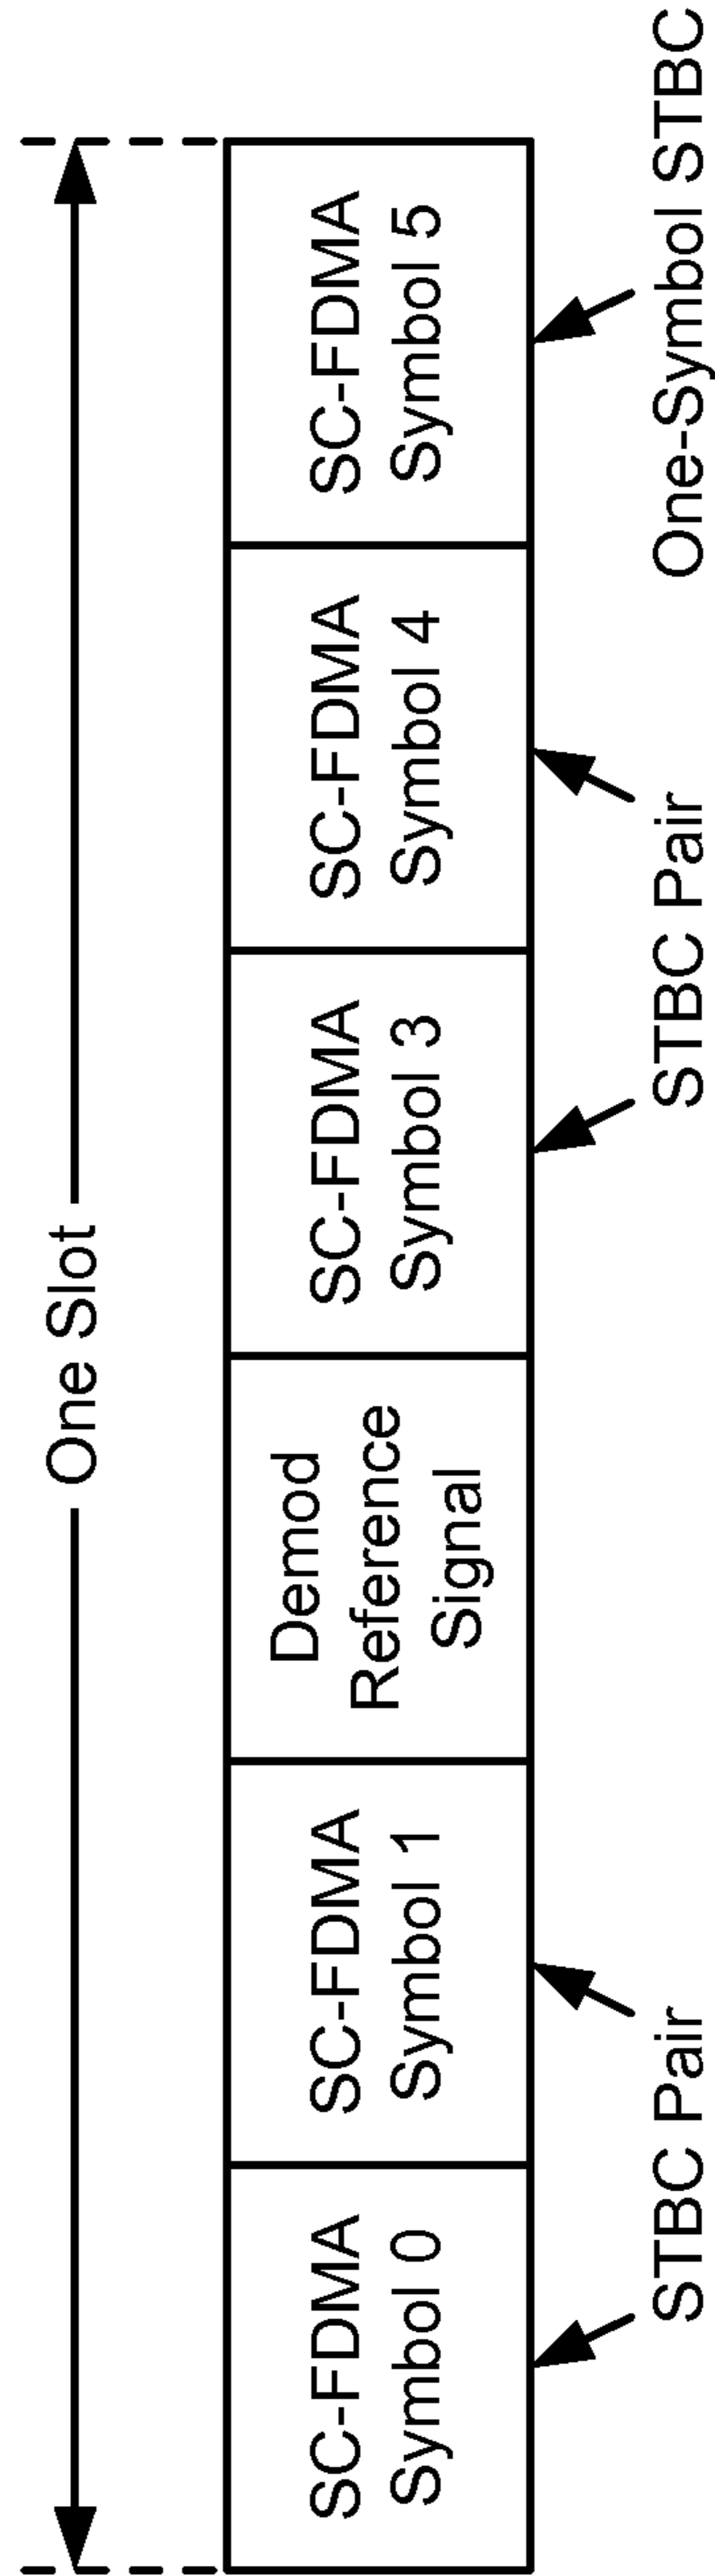 One Slot
SC-FDMA
Symbol 0
SC-FDMA
Symbol 1
Demod
Reference
Signal
SC-FDMA
Symbol 3
SC-FDMA
Symbol 4
SC-FDMA
Symbol 5
STBC Pair
STBC Pair
One-Symbol STBC